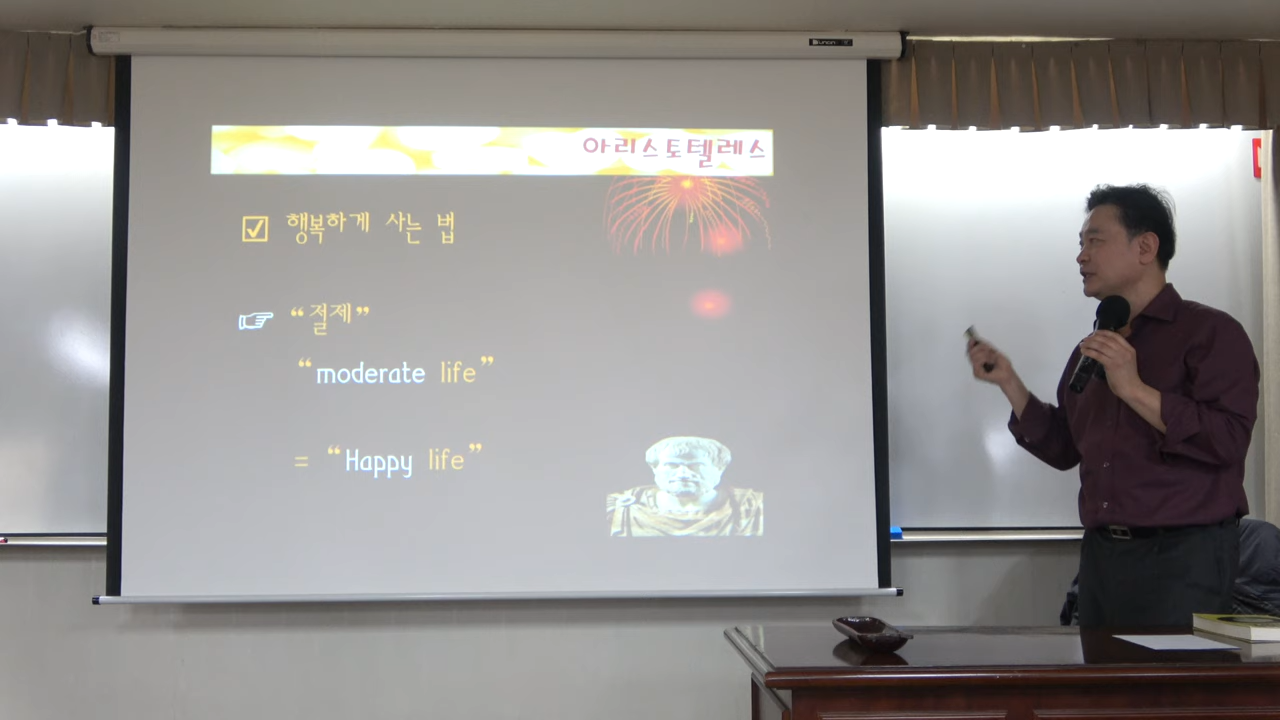 아리스토텔레스
☑ 행복하게 사는 법
☞ “절제”
“moderate life”
= “Happy life”